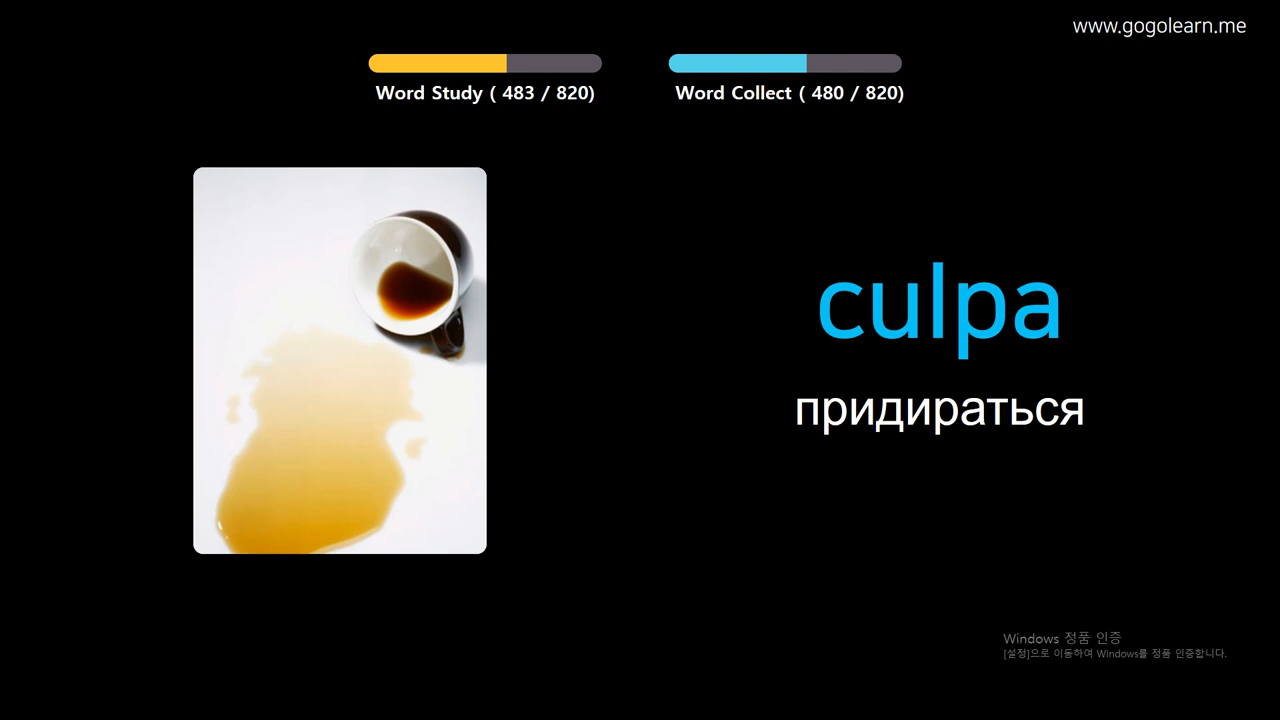 www.gogolearn.me
Word Study ( 483 / 820)
Word Collect ( 480 / 820)
culpa
придираться
Windows 정품 인증
[설정]으로 이동하여 Windows를 정품 인증합니다.